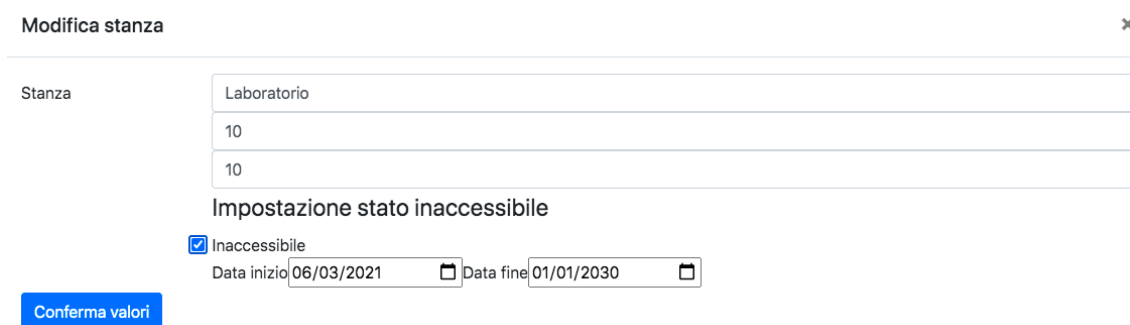 Modifica stanza
Stanza
Laboratorio
10
10
Impostazione stato inaccessibile
Inaccessibile
Data inizio 06/03/2021 Data fine 01/01/2030
Conferma valori